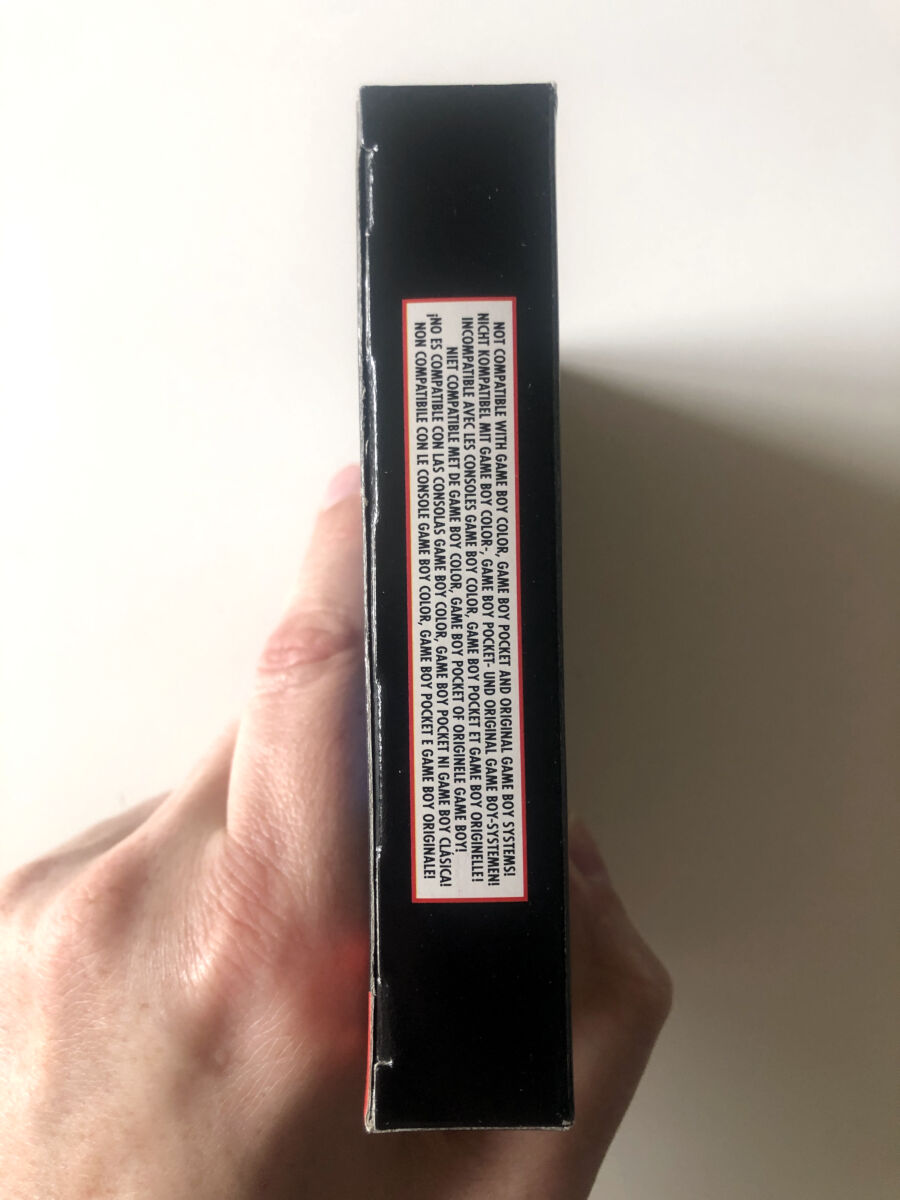 NOT COMPATIBLE WITH GAME BOY COLOR, GAME BOY POCKET AND ORIGINAL GAME BOY SYSTEMS!
NICHT KOMPATIBEL MIT GAME BOY COLOR-, GAME BOY POCKET- UND ORIGINAL GAME BOY-SYSTEMEN!
INCOMPATIBLE AVEC LES CONSOLES GAME BOY COLOR, GAME BOY POCKET ET GAME BOY ORIGINELLE!
NIET COMPATIBLE MET DE GAME BOY COLOR, GAME BOY POCKET OF ORIGINELE GAME BOY!
¡NO ES COMPATIBLE CON LAS CONSOLAS GAME BOY COLOR, GAME BOY POCKET NI GAME BOY CLÁSICA!
NON COMPATIBILE CON LE CONSOLE GAME BOY COLOR, GAME BOY POCKET E GAME BOY ORIGINALE!